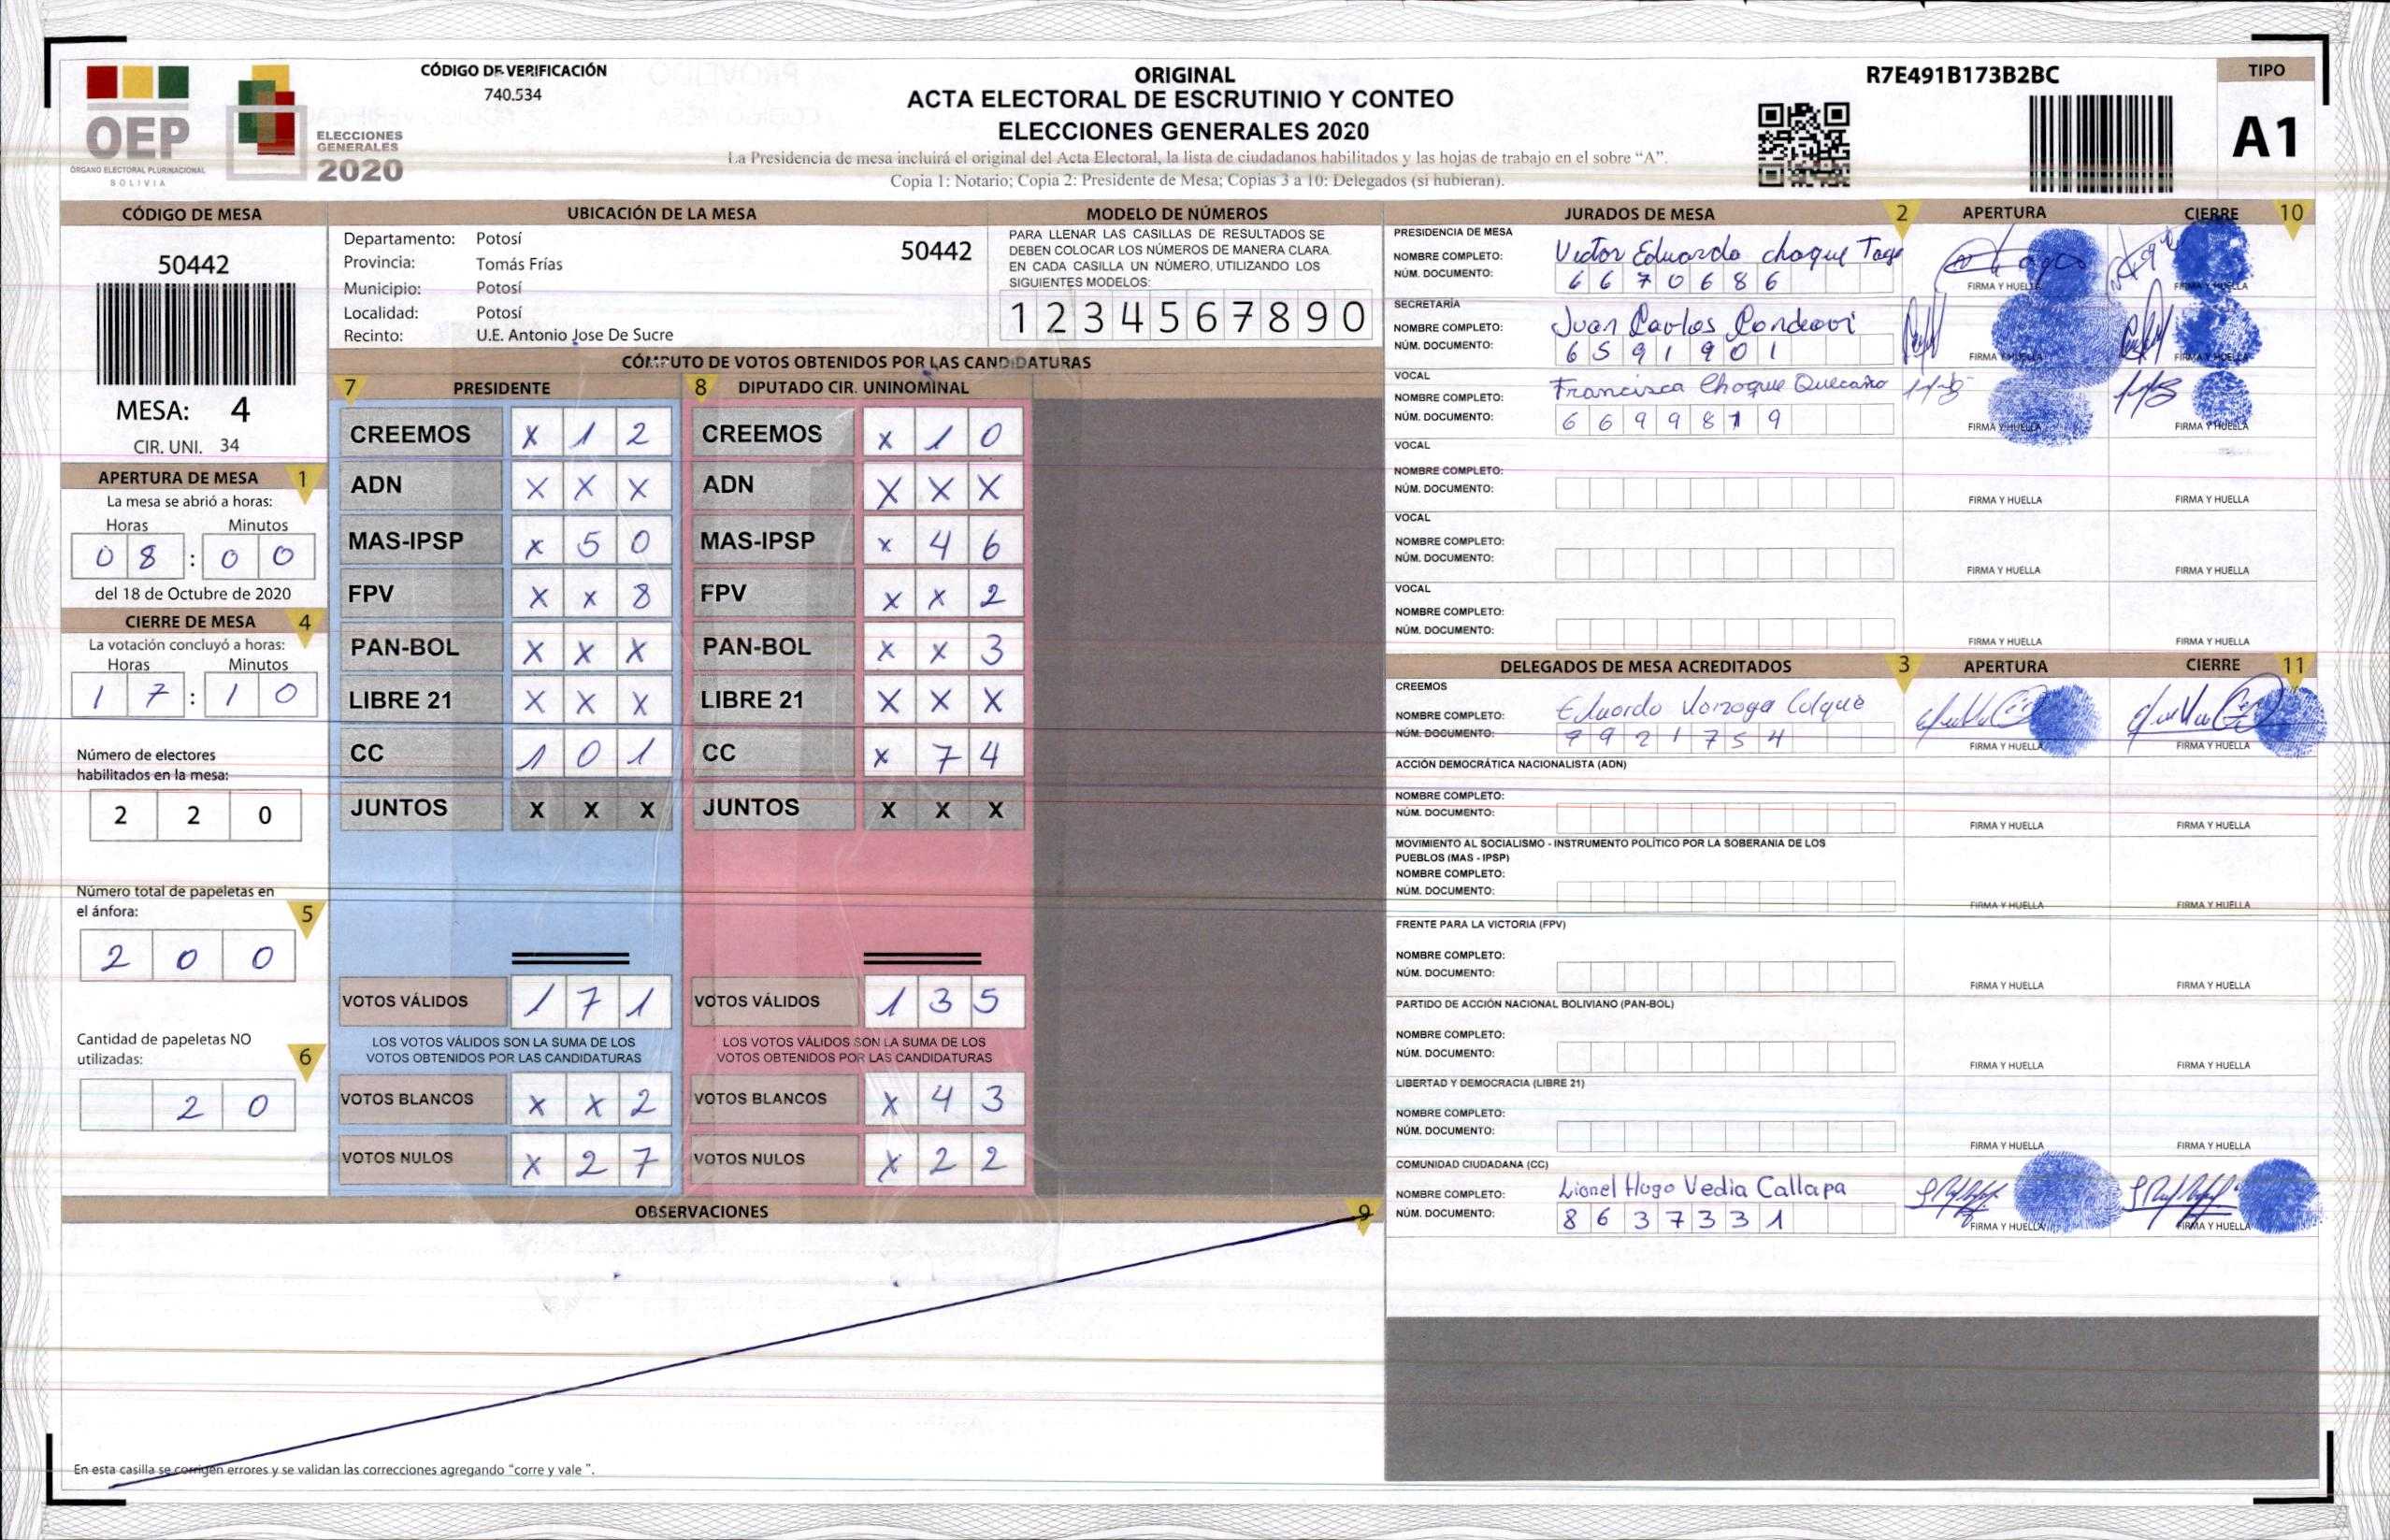 OEP
ÓRGANO ELECTORAL PLURINACIONAL
BOLIVIA
ELECCIONES
GENERALES
2020
CÓDIGO DE VERIFICACIÓN
740.534
ORIGINAL
ACTA ELECTORAL DE ESCRUTINIO Y CONTEO
ELECCIONES GENERALES 2020
La Presidencia de mesa incluirá el original del Acta Electoral, la lista de ciudadanos habilitados y las hojas de trabajo en el sobre “A”.
Copia 1: Notario; Copia 2: Presidente de Mesa; Copias 3 a 10: Delegados (si hubieran).
R7E491B173B2BC
TIPO
A1
CÓDIGO DE MESA
50442
MESA: 4
CIR. UNI. 34
APERTURA DE MESA 1
La mesa se abrió a horas:
Horas Minutos
0 8 : 0 0
del 18 de Octubre de 2020
CIERRE DE MESA 4
La votación concluyó a horas:
Horas Minutos
1 7 : 1 0
Número de electores
habilitados en la mesa:
2 2 0
Número total de papeletas en
el ánfora: 5
2 0 0
Cantidad de papeletas NO
utilizadas: 6
2 0
UBICACIÓN DE LA MESA
Departamento: Potosí
50442
Provincia: Tomás Frías
Municipio: Potosí
Localidad: Potosí
Recinto: U.E. Antonio Jose De Sucre
MODELO DE NÚMEROS
PARA LLENAR LAS CASILLAS DE RESULTADOS SE
DEBEN COLOCAR LOS NÚMEROS DE MANERA CLARA.
EN CADA CASILLA UN NÚMERO, UTILIZANDO LOS
SIGUIENTES MODELOS:
1 2 3 4 5 6 7 8 9 0
CÓMPUTO DE VOTOS OBTENIDOS POR LAS CANDIDATURAS
7 PRESIDENTE 8 DIPUTADO CIR. UNINOMINAL
CREEMOS X 1 2 CREEMOS X 1 0
ADN X X X ADN X X X
MAS-IPSP X 5 0 MAS-IPSP X 4 6
FPV X X 8 FPV X X 2
PAN-BOL X X X PAN-BOL X X 3
LIBRE 21 X X X LIBRE 21 X X X
CC 1 0 1 CC X 7 4
JUNTOS X X X JUNTOS X X X
VOTOS VÁLIDOS 1 7 1 VOTOS VÁLIDOS 1 3 5
LOS VOTOS VÁLIDOS SON LA SUMA DE LOS LOS VOTOS VÁLIDOS SON LA SUMA DE LOS
VOTOS OBTENIDOS POR LAS CANDIDATURAS VOTOS OBTENIDOS POR LAS CANDIDATURAS
VOTOS BLANCOS X X 2 VOTOS BLANCOS X 4 3
VOTOS NULOS X 2 7 VOTOS NULOS X 2 2
OBSERVACIONES 9
En esta casilla se corrigen errores y se validan las correcciones agregando “corre y vale ”.
JURADOS DE MESA 2 APERTURA CIERRE 10
PRESIDENCIA DE MESA
NOMBRE COMPLETO: Victor Eduardo choque
NÚM. DOCUMENTO: 6 6 7 0 6 8 6
FIRMA Y HUELLA FIRMA Y HUELLA
SECRETARÍA
NOMBRE COMPLETO: Juan Carlos Condori
NÚM. DOCUMENTO: 6 5 9 1 9 0 1
FIRMA Y HUELLA FIRMA Y HUELLA
VOCAL
NOMBRE COMPLETO: Francisca Choque
NÚM. DOCUMENTO: 6 6 9 9 8 9
FIRMA Y HUELLA FIRMA Y HUELLA
VOCAL
NOMBRE COMPLETO:
NÚM. DOCUMENTO:
FIRMA Y HUELLA FIRMA Y HUELLA
VOCAL
NOMBRE COMPLETO:
NÚM. DOCUMENTO:
FIRMA Y HUELLA FIRMA Y HUELLA
VOCAL
NOMBRE COMPLETO:
NÚM. DOCUMENTO:
FIRMA Y HUELLA FIRMA Y HUELLA
DELEGADOS DE MESA ACREDITADOS 3 APERTURA CIERRE 11
CREEMOS
NOMBRE COMPLETO: Eduardo Colque
NÚM. DOCUMENTO: 9 2 1 7 5 4
FIRMA Y HUELLA FIRMA Y HUELLA
ACCIÓN DEMOCRÁTICA NACIONALISTA (ADN)
NOMBRE COMPLETO:
NÚM. DOCUMENTO:
FIRMA Y HUELLA FIRMA Y HUELLA
MOVIMIENTO AL SOCIALISMO - INSTRUMENTO POLÍTICO POR LA SOBERANIA DE LOS
PUEBLOS (MAS - IPSP)
NOMBRE COMPLETO:
NÚM. DOCUMENTO:
FIRMA Y HUELLA FIRMA Y HUELLA
FRENTE PARA LA VICTORIA (FPV)
NOMBRE COMPLETO:
NÚM. DOCUMENTO:
FIRMA Y HUELLA FIRMA Y HUELLA
PARTIDO DE ACCIÓN NACIONAL BOLIVIANO (PAN-BOL)
NOMBRE COMPLETO:
NÚM. DOCUMENTO:
FIRMA Y HUELLA FIRMA Y HUELLA
LIBERTAD Y DEMOCRACIA (LIBRE 21)
NOMBRE COMPLETO:
NÚM. DOCUMENTO:
FIRMA Y HUELLA FIRMA Y HUELLA
COMUNIDAD CIUDADANA (CC)
NOMBRE COMPLETO: Lionel Hugo Vedia Callapa
NÚM. DOCUMENTO: 8 6 3 7 3 3 1
FIRMA Y HUELLA FIRMA Y HUELLA